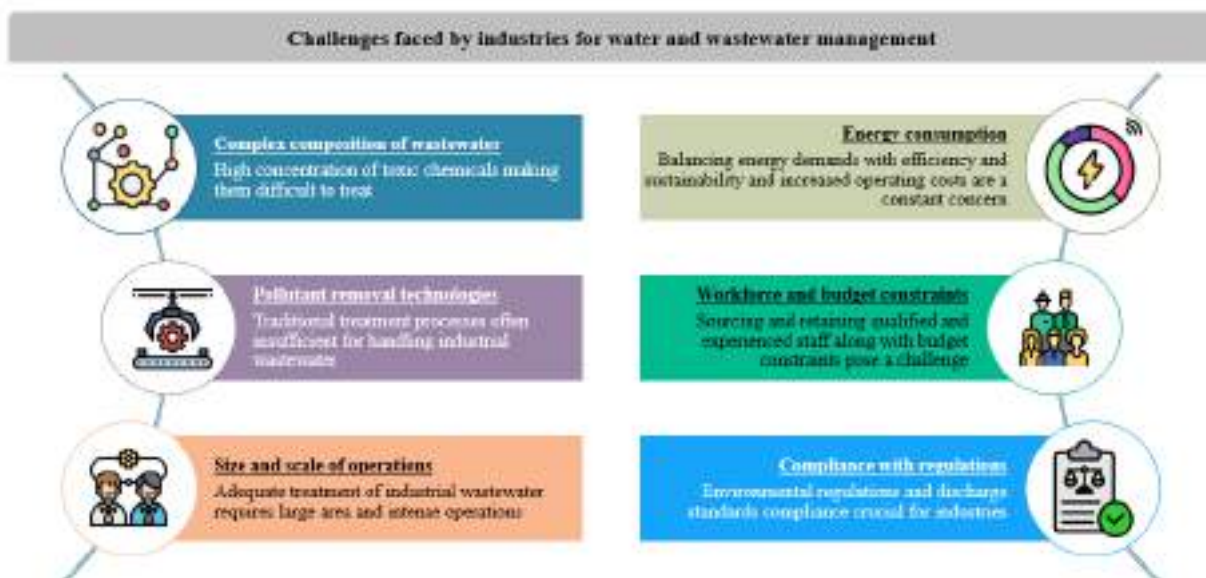 Challenges faced by industries for water and wastewater management
Complex composition of wastewater
High concentration of toxic chemicals making
them difficult to treat
Pollutant removal technologies
Traditional treatment processes often
insufficient for handling industrial
wastewater
Size and scale of operations
Adequate treatment of industrial wastewater
requires large area and intense operations
Energy consumption
Balancing energy demands with efficiency and
sustainability and increased operating costs are a
constant concern
Workforce and budget constraints
Sourcing and retaining qualified and
experienced staff along with budget
constraints pose a challenge
Compliance with regulations
Environmental regulations and discharge
standards compliance crucial for industries